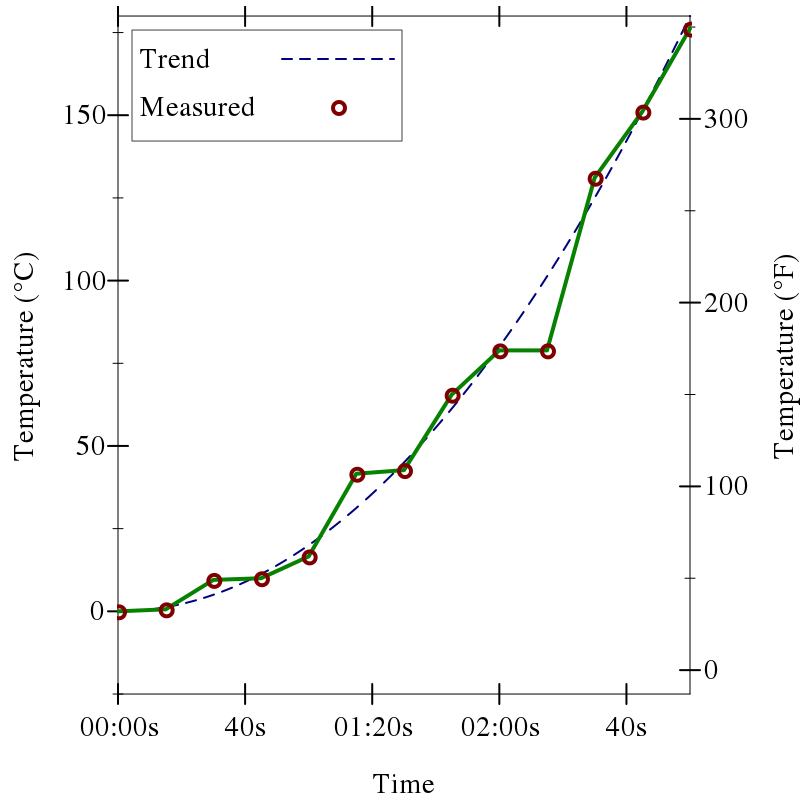 Trend
Measured
150
100
50
0
Temperature (°C)
300
200
100
0
Temperature (°F)
00:00s 40s 01:20s 02:00s 40s
Time